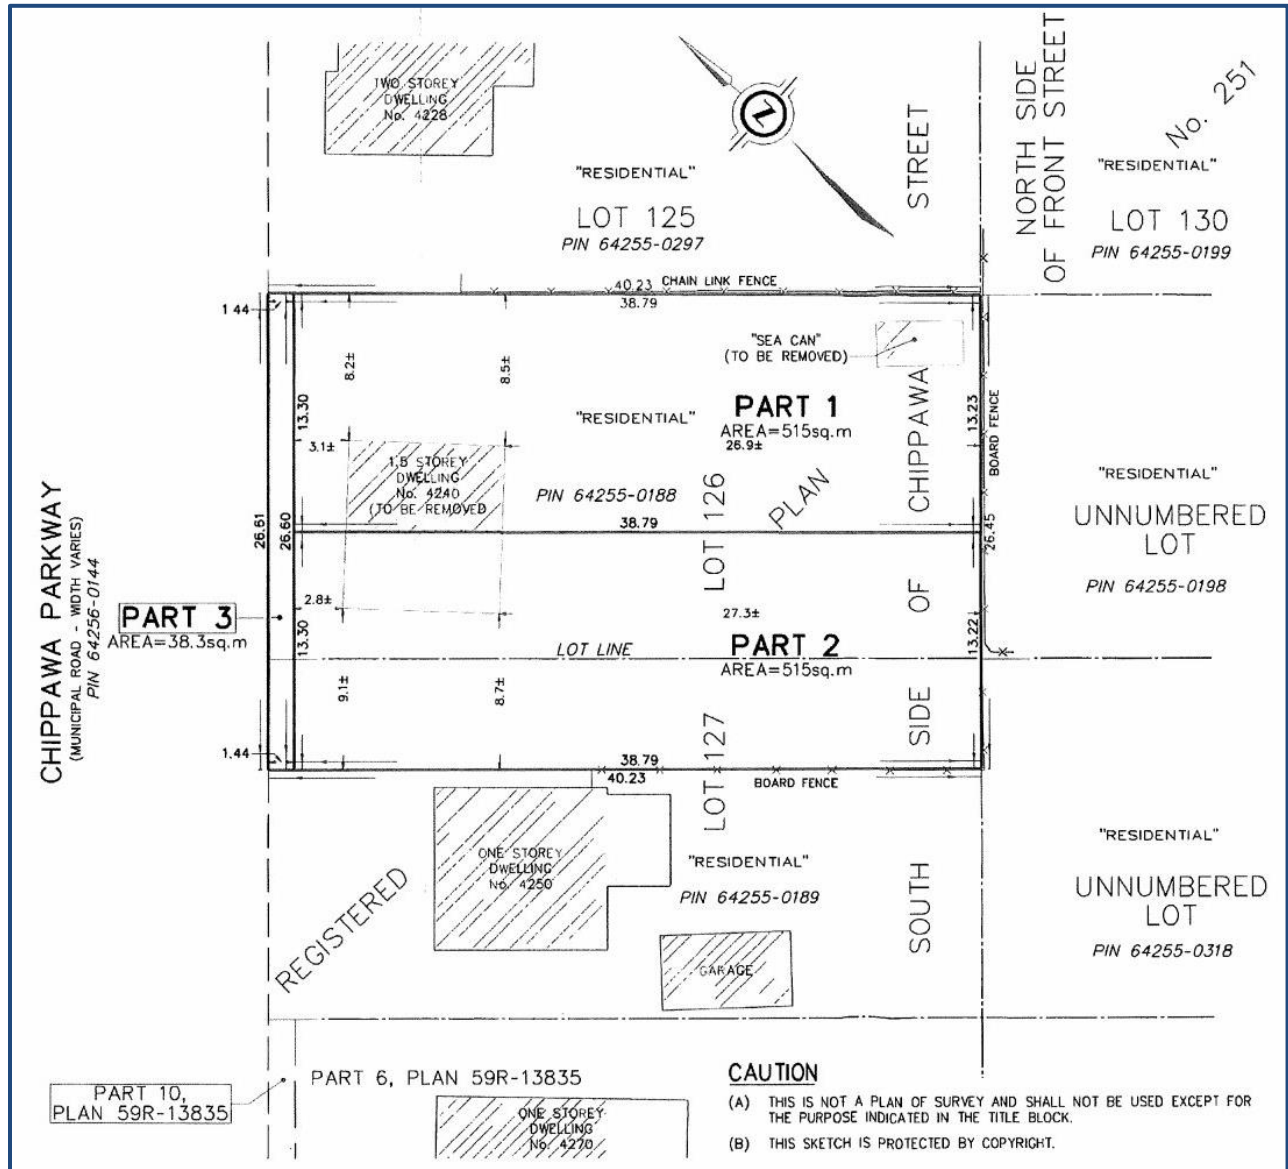 TWO STOREY
DWELLING
No. 4228
N
STREET
NORTH SIDE
OF FRONT STREET
No. 251
"RESIDENTIAL"
LOT 125
PIN 64255-0297
"RESIDENTIAL"
LOT 130
PIN 64255-0199
40.23
CHAIN LINK FENCE
38.79
1.44
"SEA CAN"
(TO BE REMOVED)
8.2±
8.5±
13.30
"RESIDENTIAL"
PART 1
AREA=515sq.m
26.9±
CHIPPAWA
13.23
BOARD FENCE
3.1±
1.5 STOREY
DWELLING
No. 4240
(TO BE REMOVED
PIN 64255-0188
LOT 126
PLAN
"RESIDENTIAL"
UNNUMBERED
LOT
PIN 64255-0198
38.79
26.61
26.60
26.45
CHIPPAWA PARKWAY
(MUNICIPAL ROAD - WIDTH VARIES)
PIN 64256-0144
PART 3
AREA=38.3sq.m
2.8±
13.30
27.3±
OF
LOT LINE
PART 2
AREA=515sq.m
13.22
9.1±
8.7±
LOT 127
SIDE
1.44
38.79
40.23
BOARD FENCE
ONE STOREY
DWELLING
No. 4250
"RESIDENTIAL"
PIN 64255-0189
SOUTH
"RESIDENTIAL"
UNNUMBERED
LOT
PIN 64255-0318
REGISTERED
GARAGE
PART 10,
PLAN 59R-13835
PART 6, PLAN 59R-13835
ONE STOREY
DWELLING
No. 4270
CAUTION
(A) THIS IS NOT A PLAN OF SURVEY AND SHALL NOT BE USED EXCEPT FOR
THE PURPOSE INDICATED IN THE TITLE BLOCK.
(B) THIS SKETCH IS PROTECTED BY COPYRIGHT.